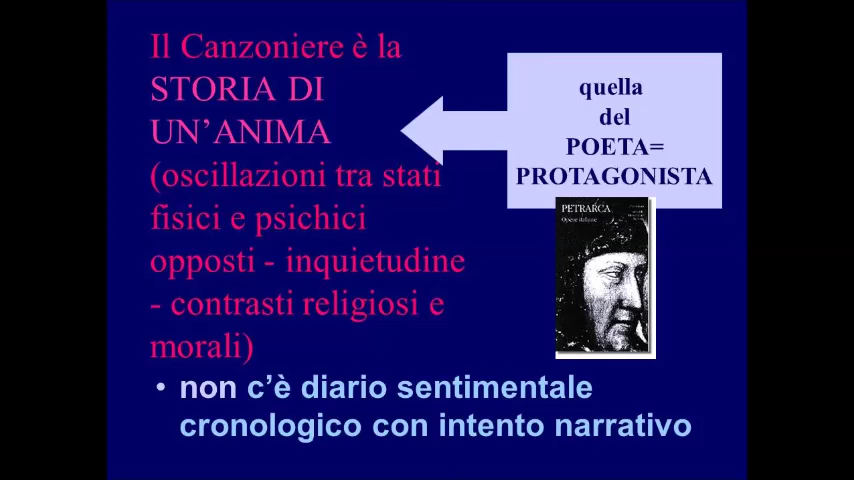 Il Canzoniere è la
STORIA DI
UN’ANIMA
(oscillazioni tra stati
fisici e psichici
opposti - inquietudine
- contrasti religiosi e
morali)
quella
del
POETA=
PROTAGONISTA
PETRARCA
Opere italiane
• non c’è diario sentimentale
cronologico con intento narrativo